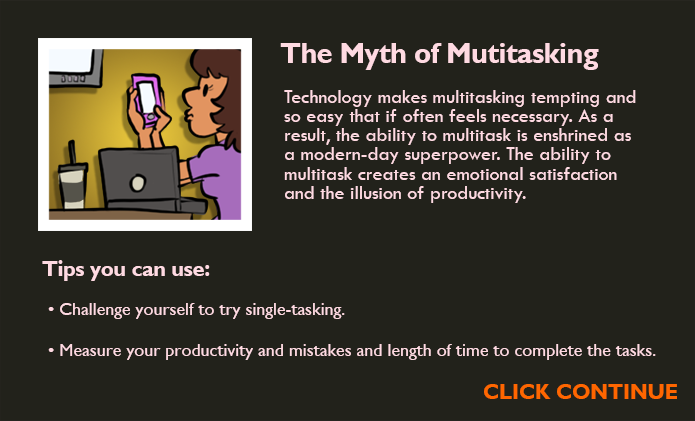 The Myth of Mutitasking
Technology makes multitasking tempting and
so easy that if often feels necessary. As a
result, the ability to multitask is enshrined as
a modern-day superpower. The ability to
multitask creates an emotional satisfaction
and the illusion of productivity.
Tips you can use:
• Challenge yourself to try single-tasking.
• Measure your productivity and mistakes and length of time to complete the tasks.
CLICK CONTINUE